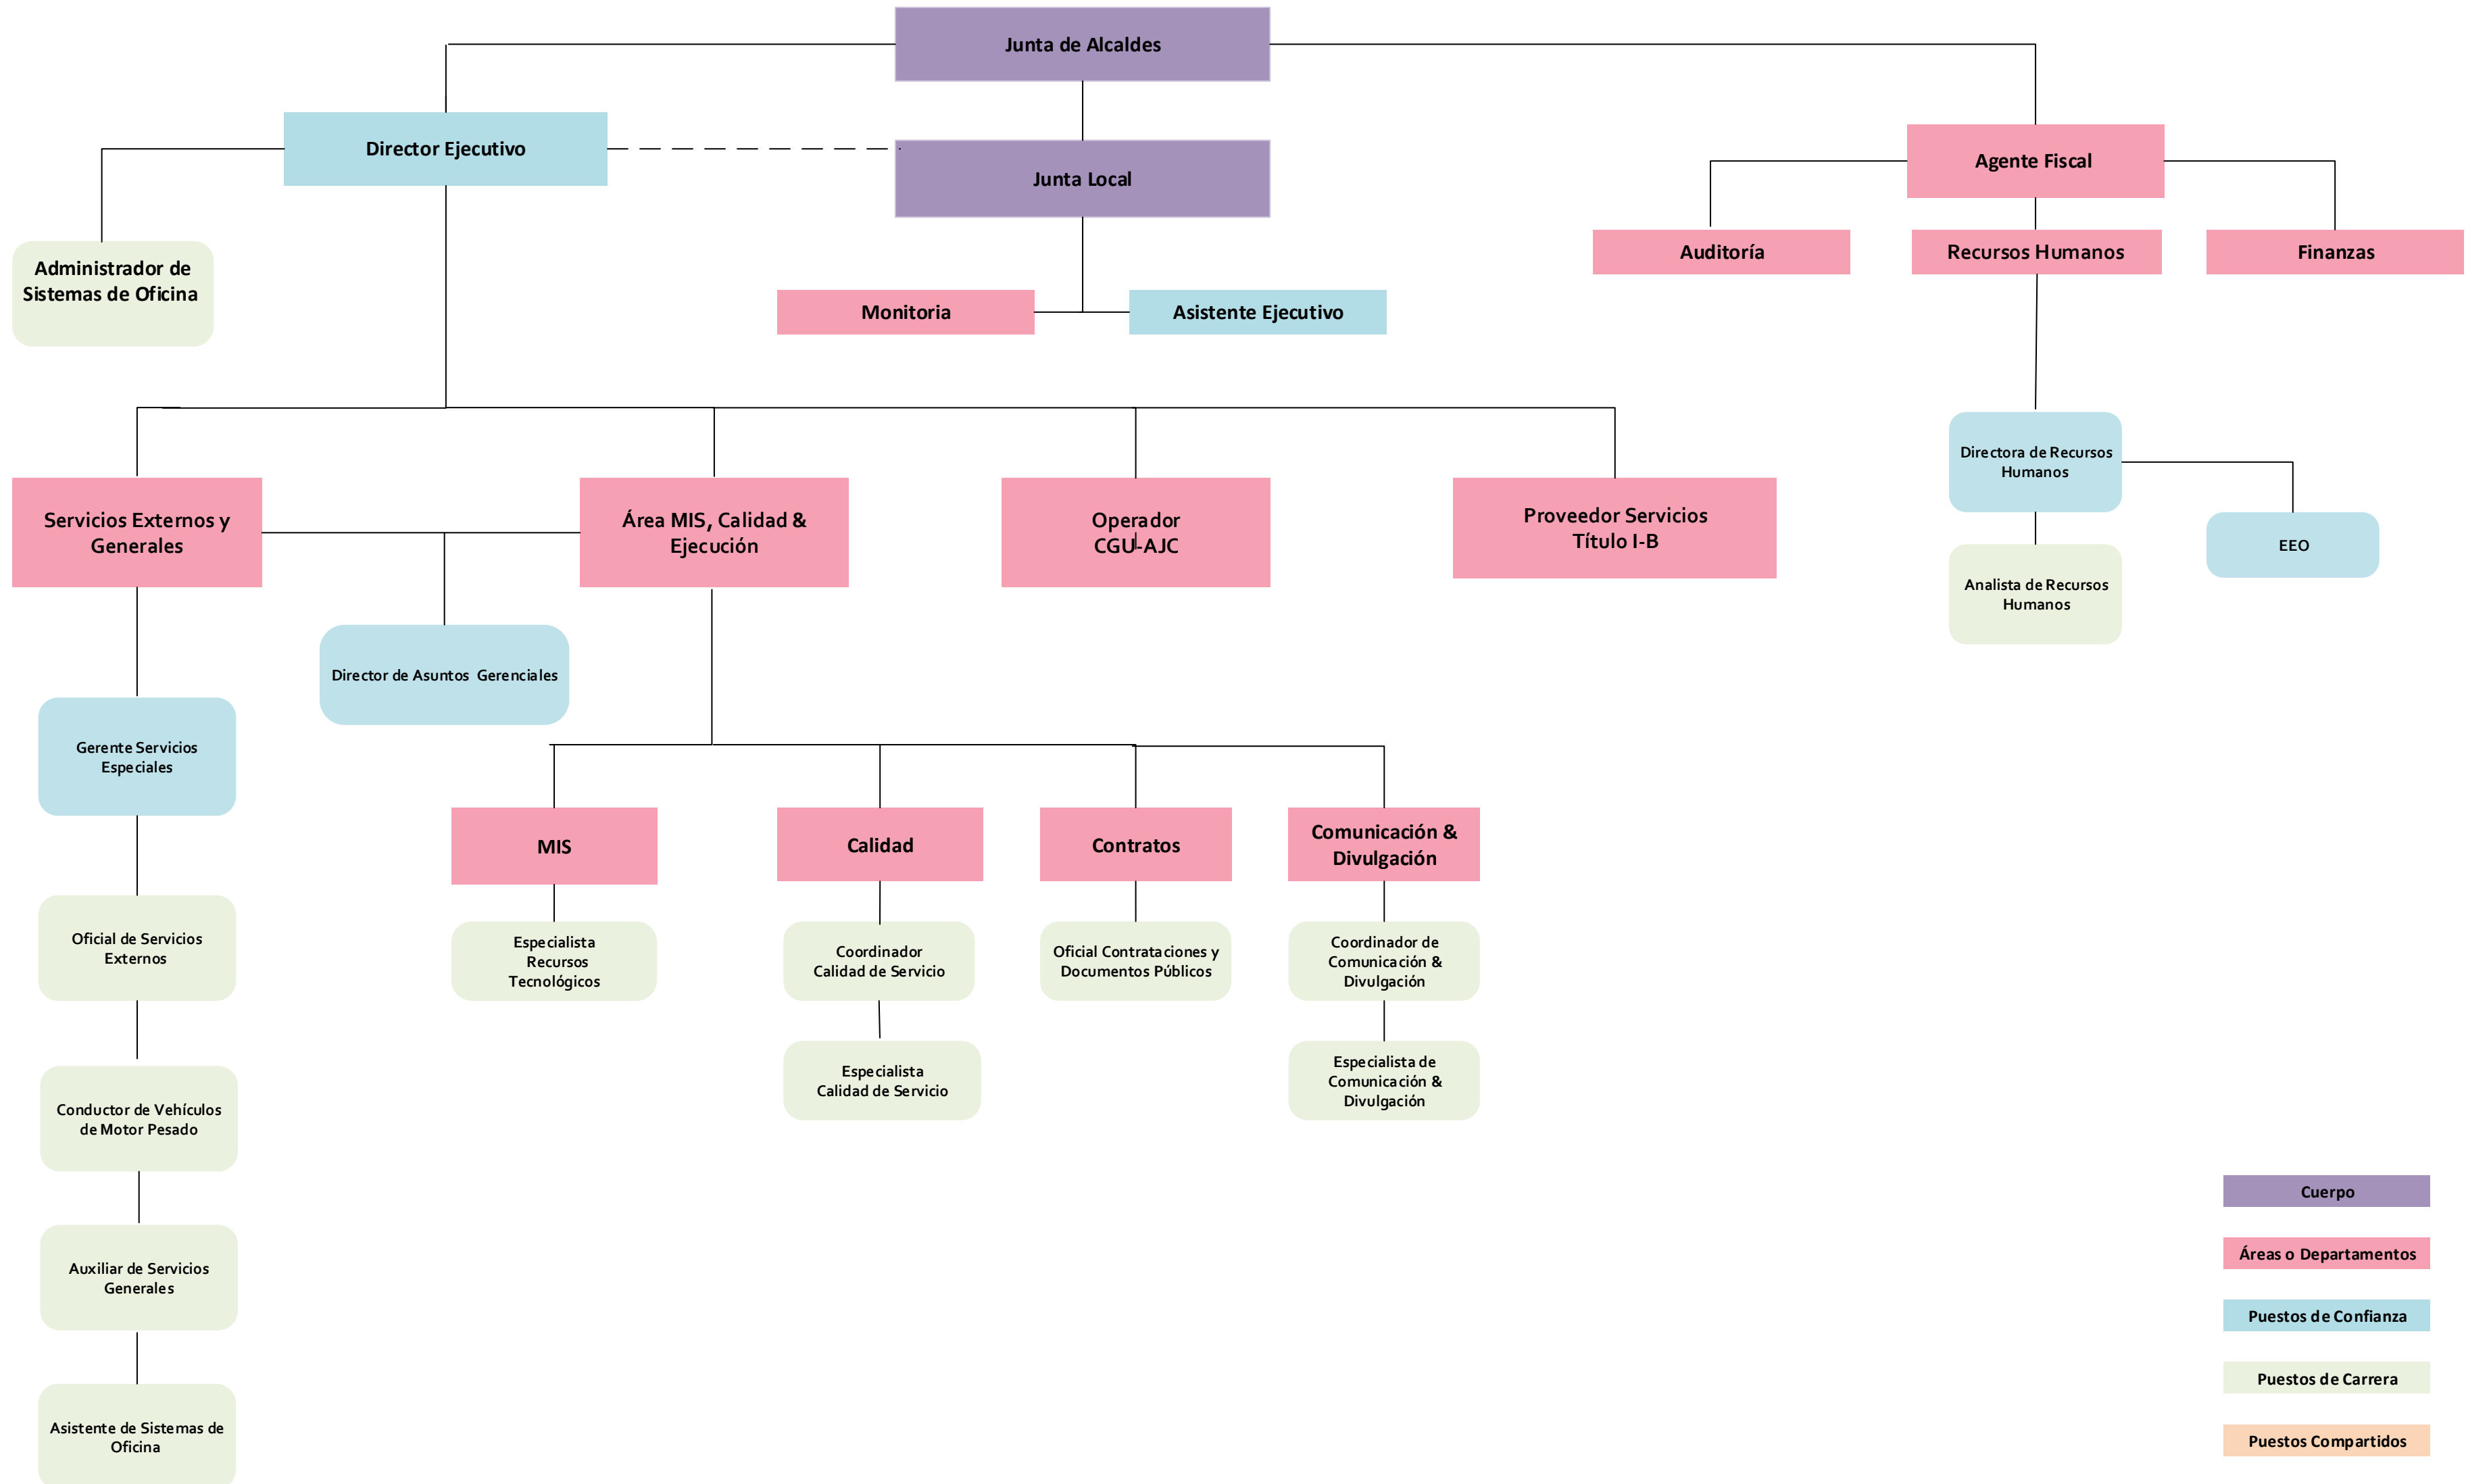 Junta de Alcaldes
Director Ejecutivo
Junta Local
Agente Fiscal
Administrador de
Sistemas de Oficina
Monitoria
Asistente Ejecutivo
Auditoría
Recursos Humanos
Finanzas
Servicios Externos y
Generales
Área MIS, Calidad &
Ejecución
Operador
CGU-AJC
Proveedor Servicios
Título I-B
Directora de Recursos
Humanos
EEO
Analista de Recursos
Humanos
Director de Asuntos Gerenciales
Gerente Servicios
Especiales
MIS
Calidad
Contratos
Comunicación &
Divulgación
Oficial de Servicios
Externos
Especialista
Recursos
Tecnológicos
Coordinador
Calidad de Servicio
Oficial Contrataciones y
Documentos Públicos
Coordinador de
Comunicación &
Divulgación
Especialista
Calidad de Servicio
Especialista de
Comunicación &
Divulgación
Conductor de Vehículos
de Motor Pesado
Auxiliar de Servicios
Generales
Asistente de Sistemas de
Oficina
Cuerpo
Áreas o Departamentos
Puestos de Confianza
Puestos de Carrera
Puestos Compartidos